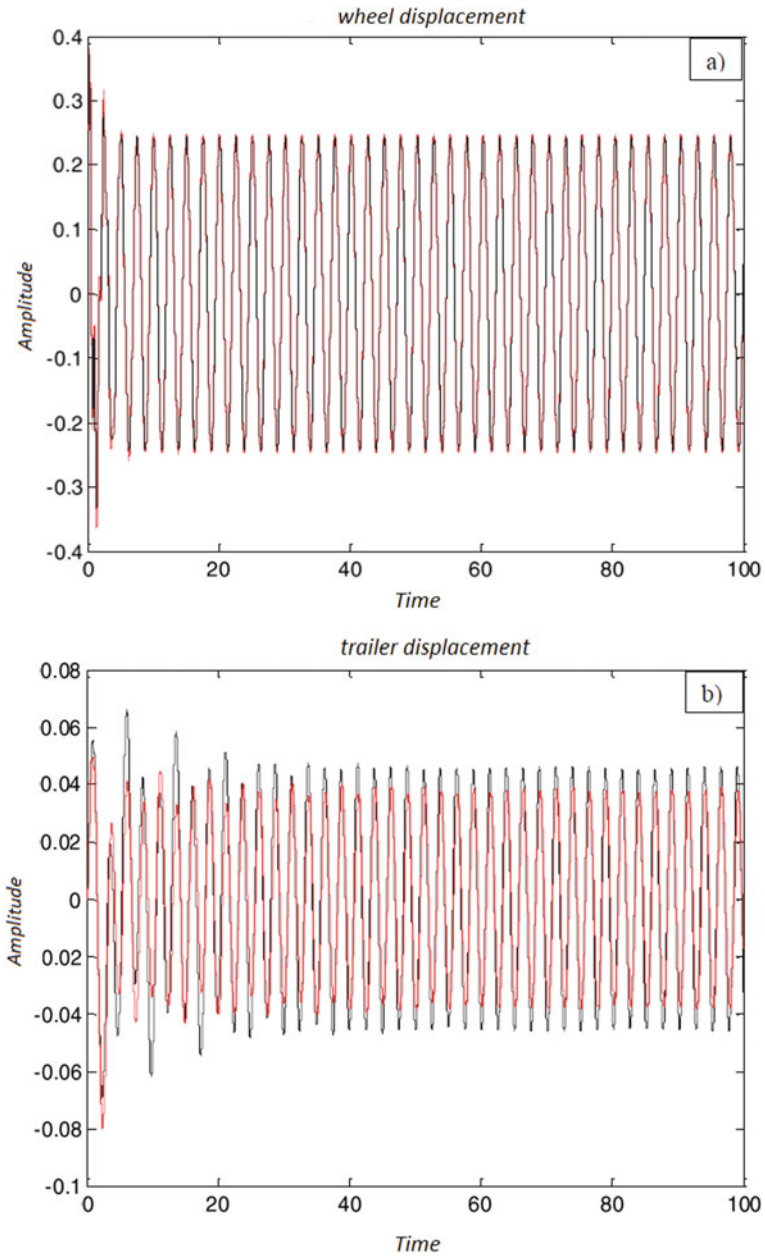 wheel displacement
a)
0.4
0.3
0.2
0.1
0
-0.1
-0.2
-0.3
-0.4
Amplitude
0 20 40 60 80 100
Time
trailer displacement
b)
0.08
0.06
0.04
0.02
0
0.02
-0.04
-0.06
-0.08
-0.1
Amplitude
0 20 40 60 80 100
Time